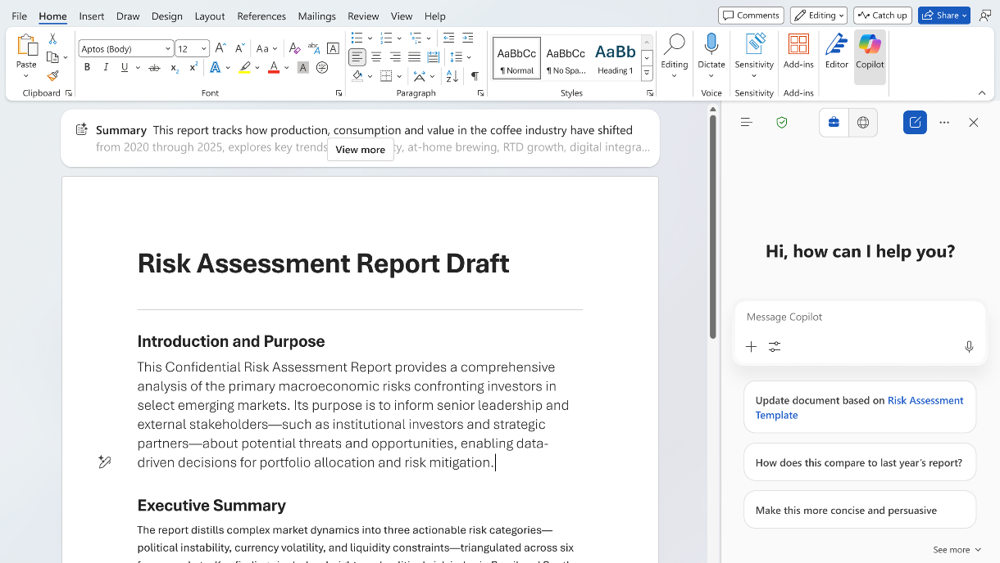 File Home Insert Draw Design Layout References Mailings Review View Help
Comments Editing Catch up Share
Paste
Clipboard
Aptos (Body) 12
Font
Paragraph
AaBbCc AaBbCc AaBb
¶ Normal ¶ No Spa... Heading 1
Styles
Editing
Dictate
Voice
Sensitivity
Sensitivity
Add-ins
Add-ins
Editor
Copilot
Summary This report tracks how production, consumption and value in the coffee industry have shifted
from 2020 through 2025, explores key trends, at-home brewing, RTD growth, digital integra...
View more
Risk Assessment Report Draft
Introduction and Purpose
This Confidential Risk Assessment Report provides a comprehensive
analysis of the primary macroeconomic risks confronting investors in
select emerging markets. Its purpose is to inform senior leadership and
external stakeholders—such as institutional investors and strategic
partners—about potential threats and opportunities, enabling data-
driven decisions for portfolio allocation and risk mitigation.
Executive Summary
The report distills complex market dynamics into three actionable risk categories—
political instability, currency volatility, and liquidity constraints—triangulated across six
Hi, how can I help you?
Message Copilot
Update document based on Risk Assessment
Template
How does this compare to last year's report?
Make this more concise and persuasive
See more